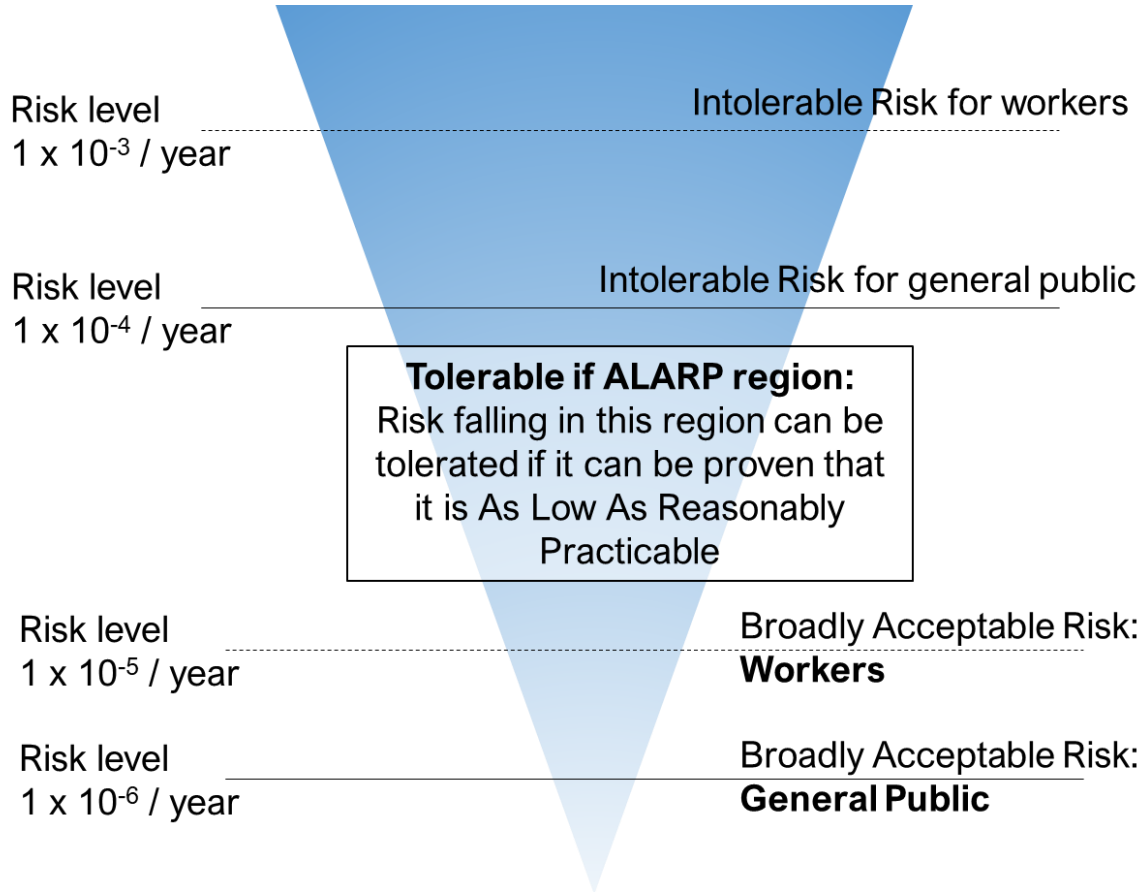 Risk level
1 x 10⁻³ / year
Intolerable Risk for workers
Risk level
1 x 10⁻⁴ / year
Intolerable Risk for general public
Tolerable if ALARP region:
Risk falling in this region can be
tolerated if it can be proven that
it is As Low As Reasonably
Practicable
Risk level
1 x 10⁻⁵ / year
Broadly Acceptable Risk:
Workers
Risk level
1 x 10⁻⁶ / year
Broadly Acceptable Risk:
General Public